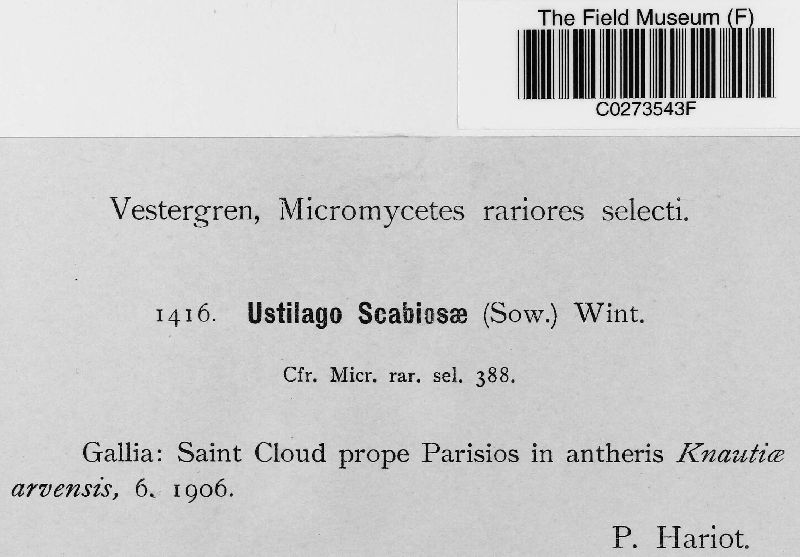 The Field Museum (F)
C0273543F
Vestergren, Micromycetes rariores selecti.
1416. Ustilago Scabiosæ (Sow.) Wint.
Cfr. Micr. rar. sel. 388.
Gallia: Saint Cloud prope Parisios in antheris Knautiæ
arvensis, 6. 1906.
P. Hariot.